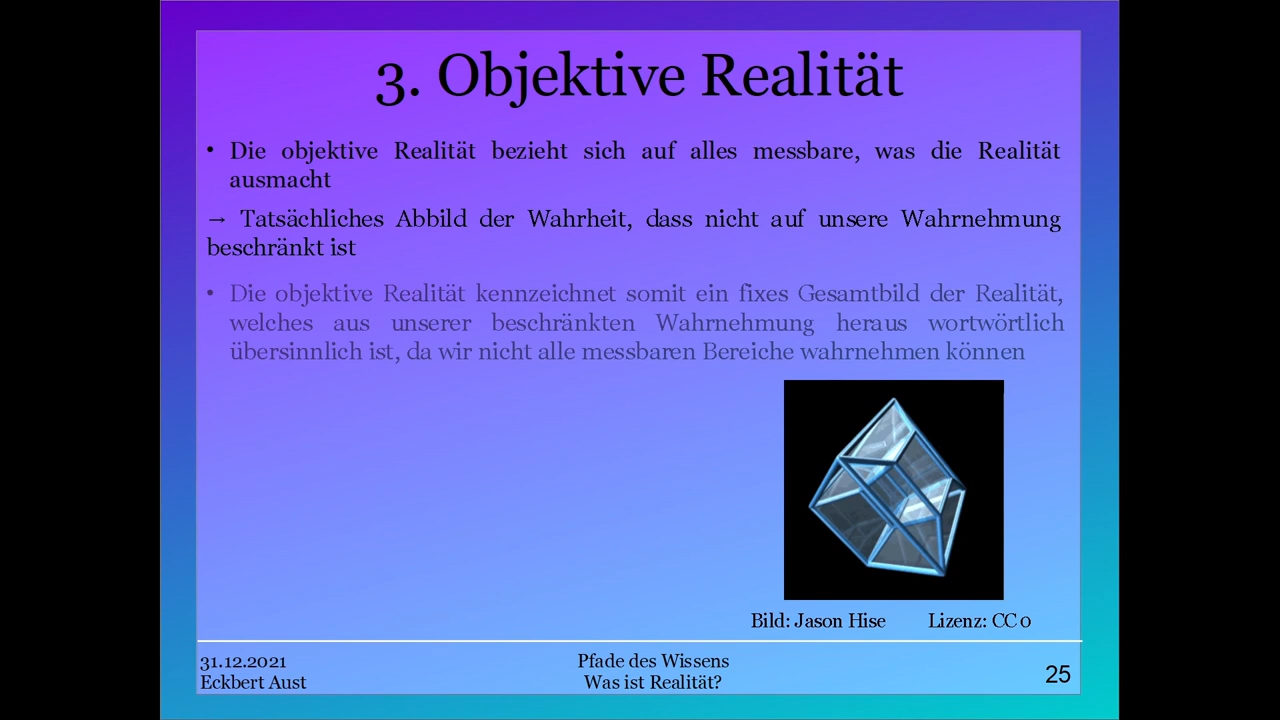 3. Objektive Realität
• Die objektive Realität bezieht sich auf alles messbare, was die Realität
ausmacht
→ Tatsächliches Abbild der Wahrheit, dass nicht auf unsere Wahrnehmung
beschränkt ist
• Die objektive Realität kennzeichnet somit ein fixes Gesamtbild der Realität,
welches aus unserer beschränkten Wahrnehmung heraus wortwörtlich
übersinnlich ist, da wir nicht alle messbaren Bereiche wahrnehmen können
Bild: Jason Hise Lizenz: CC 0
31.12.2021
Eckbert Aust
Pfade des Wissens
Was ist Realität?
25